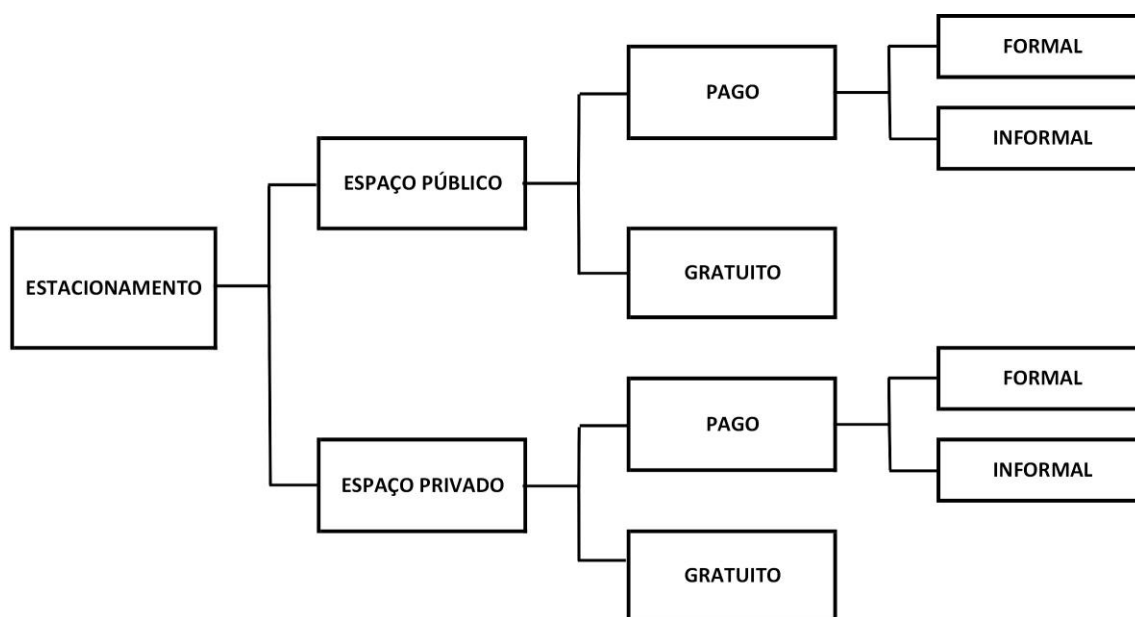 FORMAL
PAGO
INFORMAL
ESPAÇO PÚBLICO
GRATUITO
ESTACIONAMENTO
FORMAL
PAGO
INFORMAL
ESPAÇO PRIVADO
GRATUITO